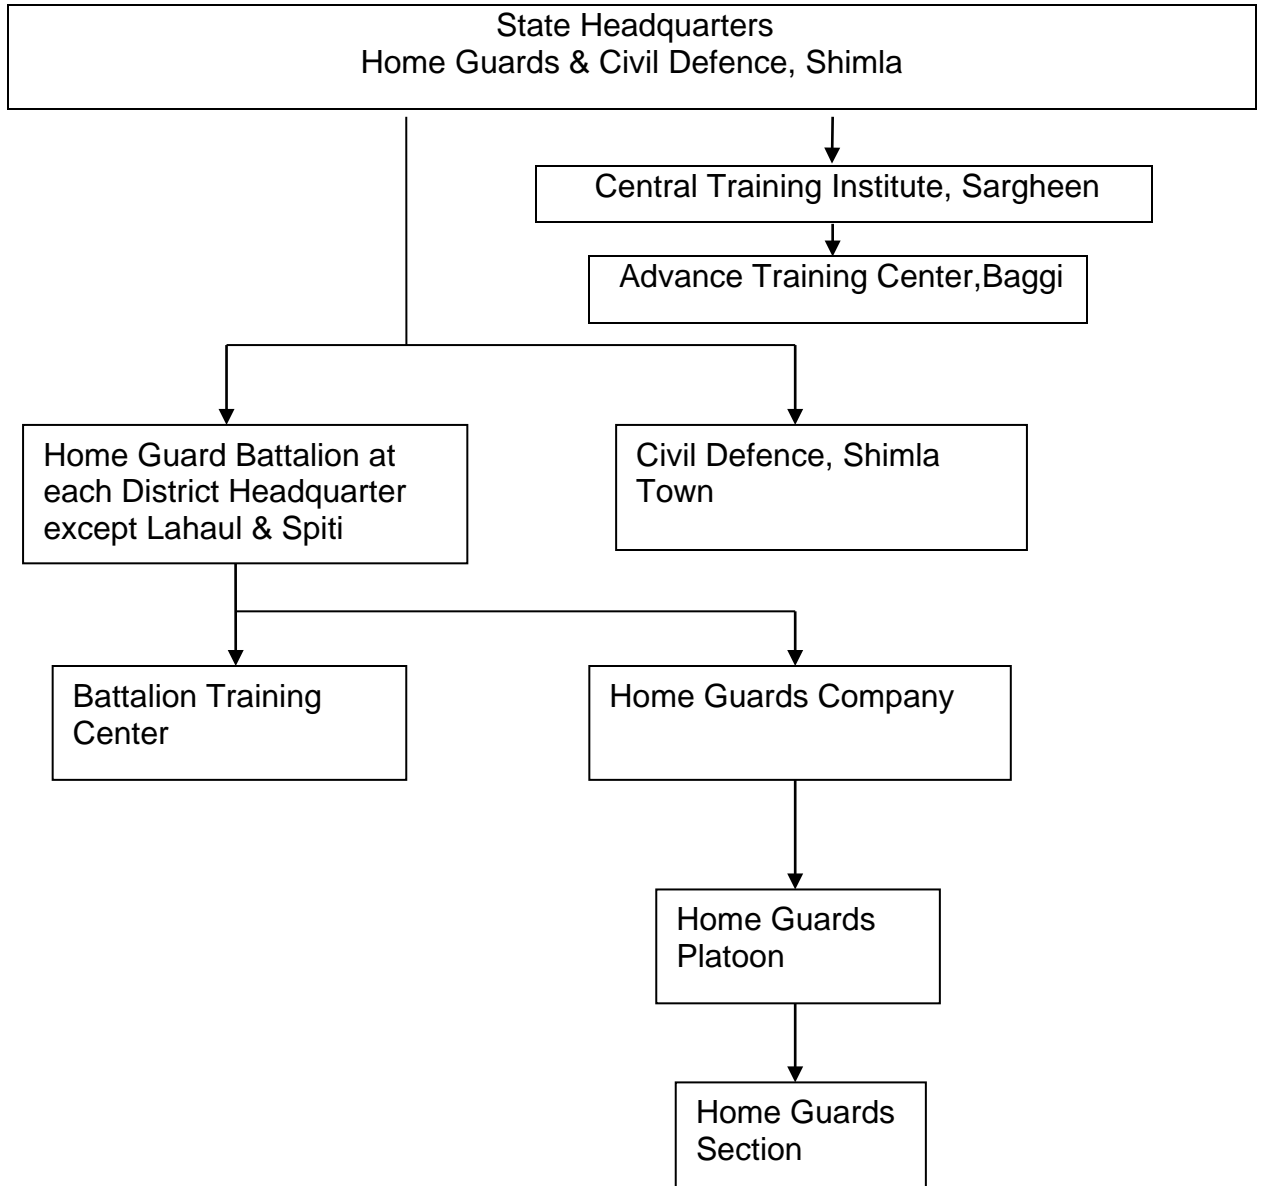 State Headquarters
Home Guards & Civil Defence, Shimla
Central Training Institute, Sargheen
Advance Training Center,Baggi
Home Guard Battalion at
each District Headquarter
except Lahaul & Spiti
Civil Defence, Shimla
Town
Battalion Training
Center
Home Guards Company
Home Guards
Platoon
Home Guards
Section